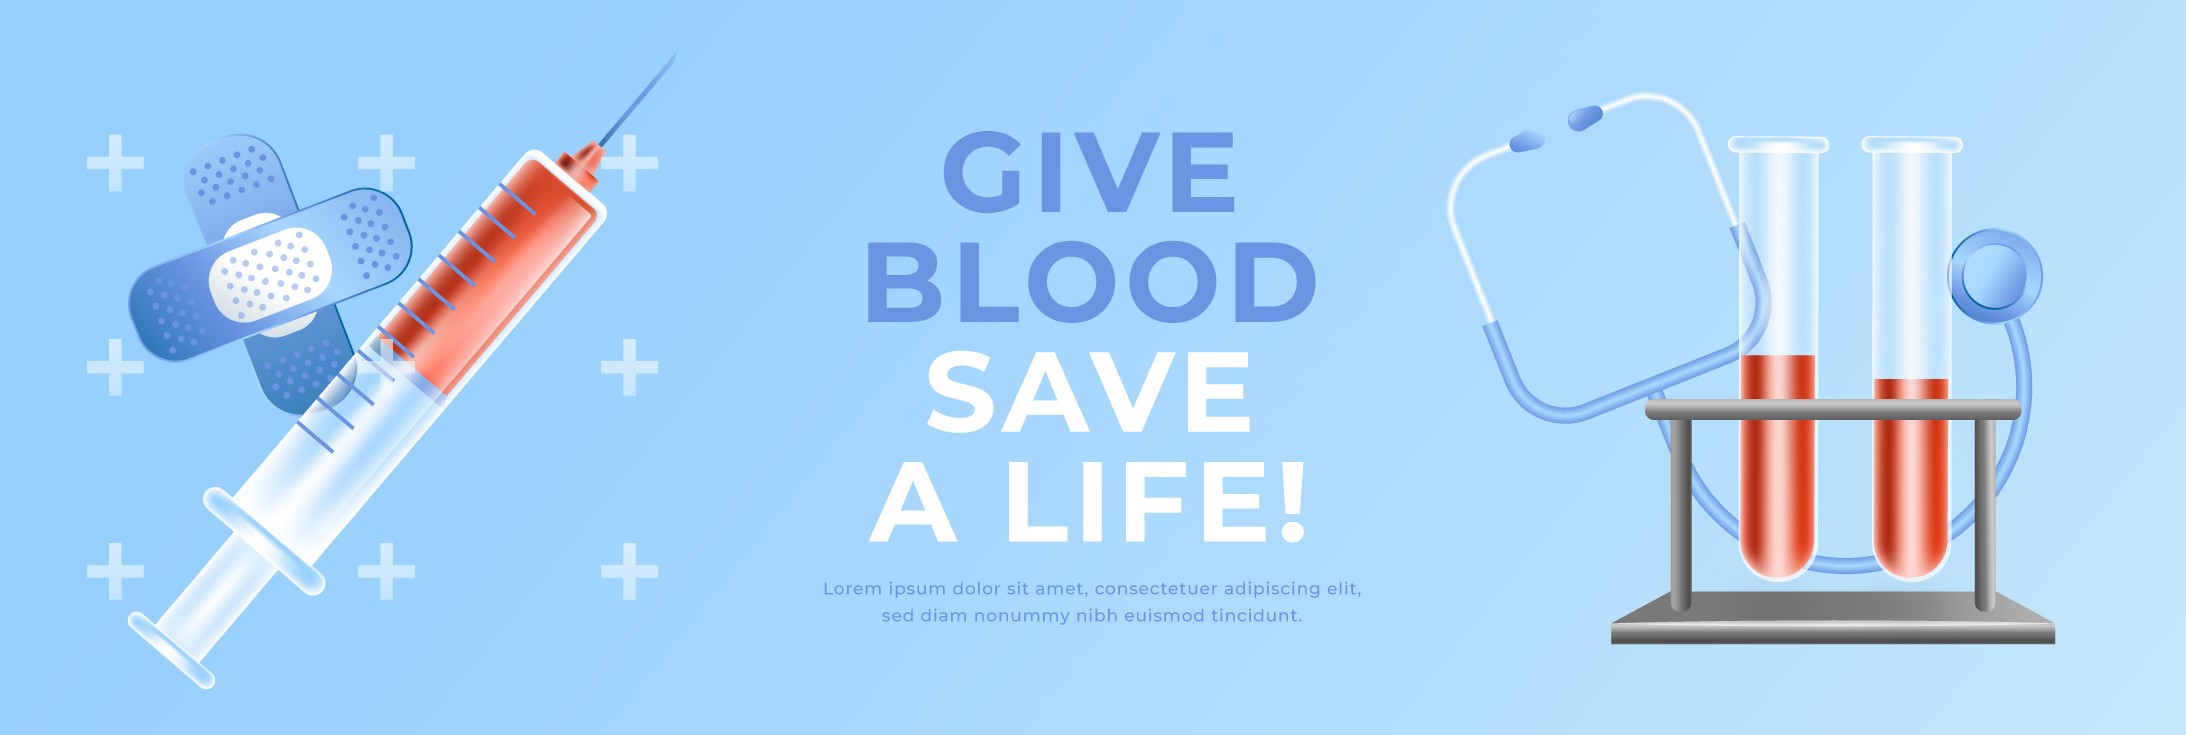 GIVE
BLOOD
SAVE
A LIFE!
Lorem ipsum dolor sit amet, consectetuer adipiscing elit,
sed diam nonummy nibh euismod tincidunt.